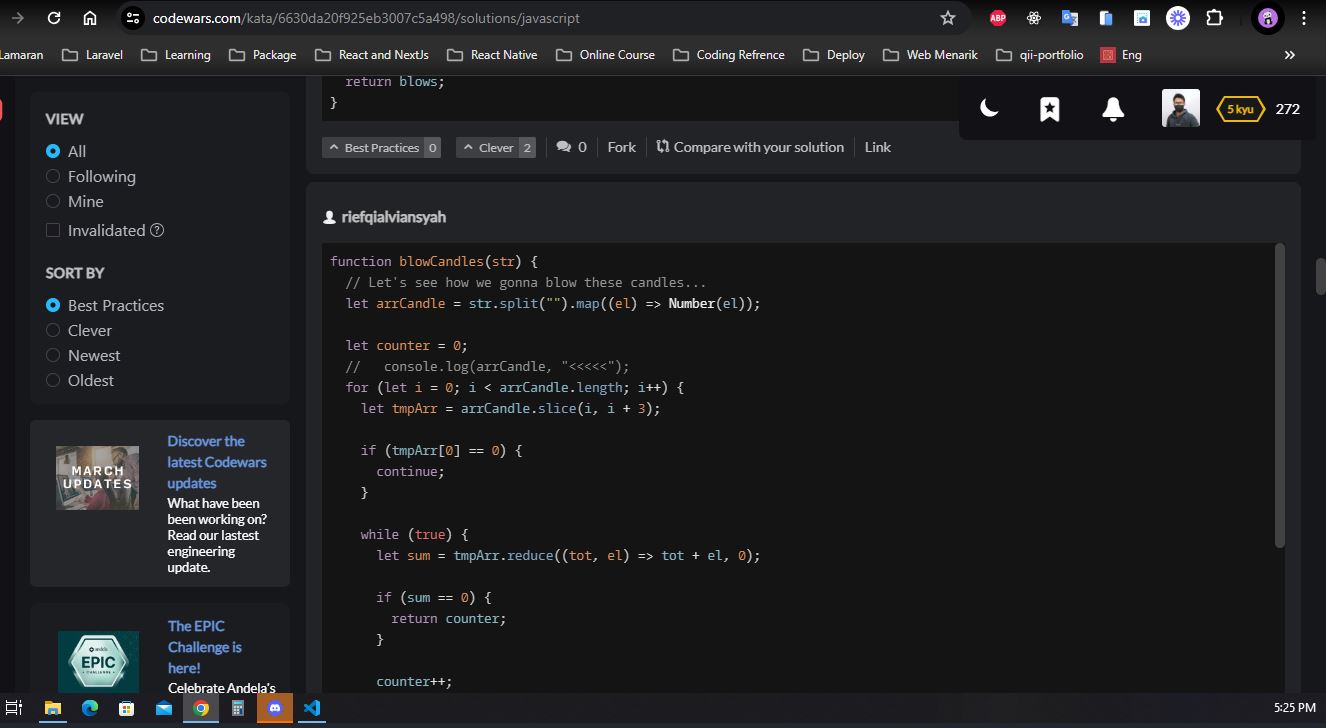 codewars.com/kata/6630da20f925eb3007c5a498/solutions/javascript
ABP
Lamaran
Laravel
Learning
Package
React and NextJs
React Native
Online Course
Coding Refrence
Deploy
Web Menarik
qii-portfolio
Eng
»
VIEW
All
Following
Mine
Invalidated ?
SORT BY
Best Practices
Clever
Newest
Oldest
MARCH
UPDATES
Discover the
latest Codewars
updates
What have been
been working on?
Read our lastest
engineering
update.
EPIC
CHALLENGE
The EPIC
Challenge is
here!
Celebrate Andela's
return blows;
}
5 kyu
272
Best Practices 0
Clever 2
0
Fork
Compare with your solution
Link
riefqialviansyah
function blowCandles(str) {
// Let's see how we gonna blow these candles...
let arrCandle = str.split("").map((el) => Number(el));
let counter = 0;
//   console.log(arrCandle, "<<<<<");
for (let i = 0; i < arrCandle.length; i++) {
let tmpArr = arrCandle.slice(i, i + 3);
if (tmpArr[0] == 0) {
continue;
}
while (true) {
let sum = tmpArr.reduce((tot, el) => tot + el, 0);
if (sum == 0) {
return counter;
}
counter++;
5:25 PM